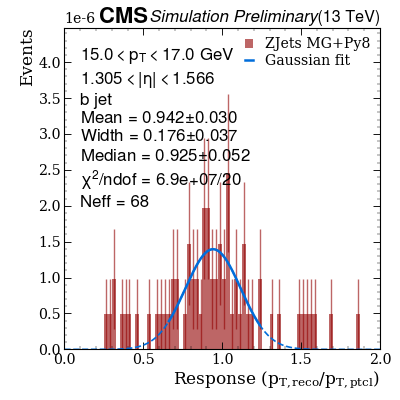 1e-6 CMS Simulation Preliminary (13 TeV)
15.0 < p_T < 17.0 GeV
1.305 < |η| < 1.566
b jet
Mean = 0.942±0.030
Width = 0.176±0.037
Median = 0.925±0.052
χ²/ndof = 6.9e+07/20
Neff = 68
ZJets MG+Py8
Gaussian fit
Events
4.0
3.5
3.0
2.5
2.0
1.5
1.0
0.5
0.0
0.0 0.5 1.0 1.5 2.0
Response (p_T,reco/p_T,ptcl)